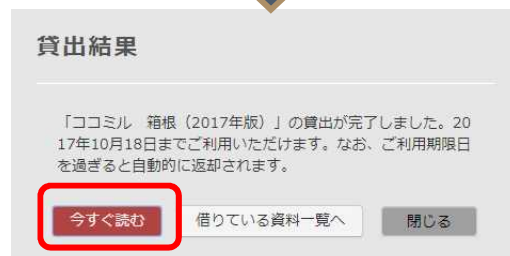 貸出結果
「ココミル　箱根（2017年版）」の貸出が完了しました。20
17年10月18日までご利用いただけます。なお、ご利用期限日
を過ぎると自動的に返却されます。
今すぐ読む　借りている資料一覧へ　閉じる